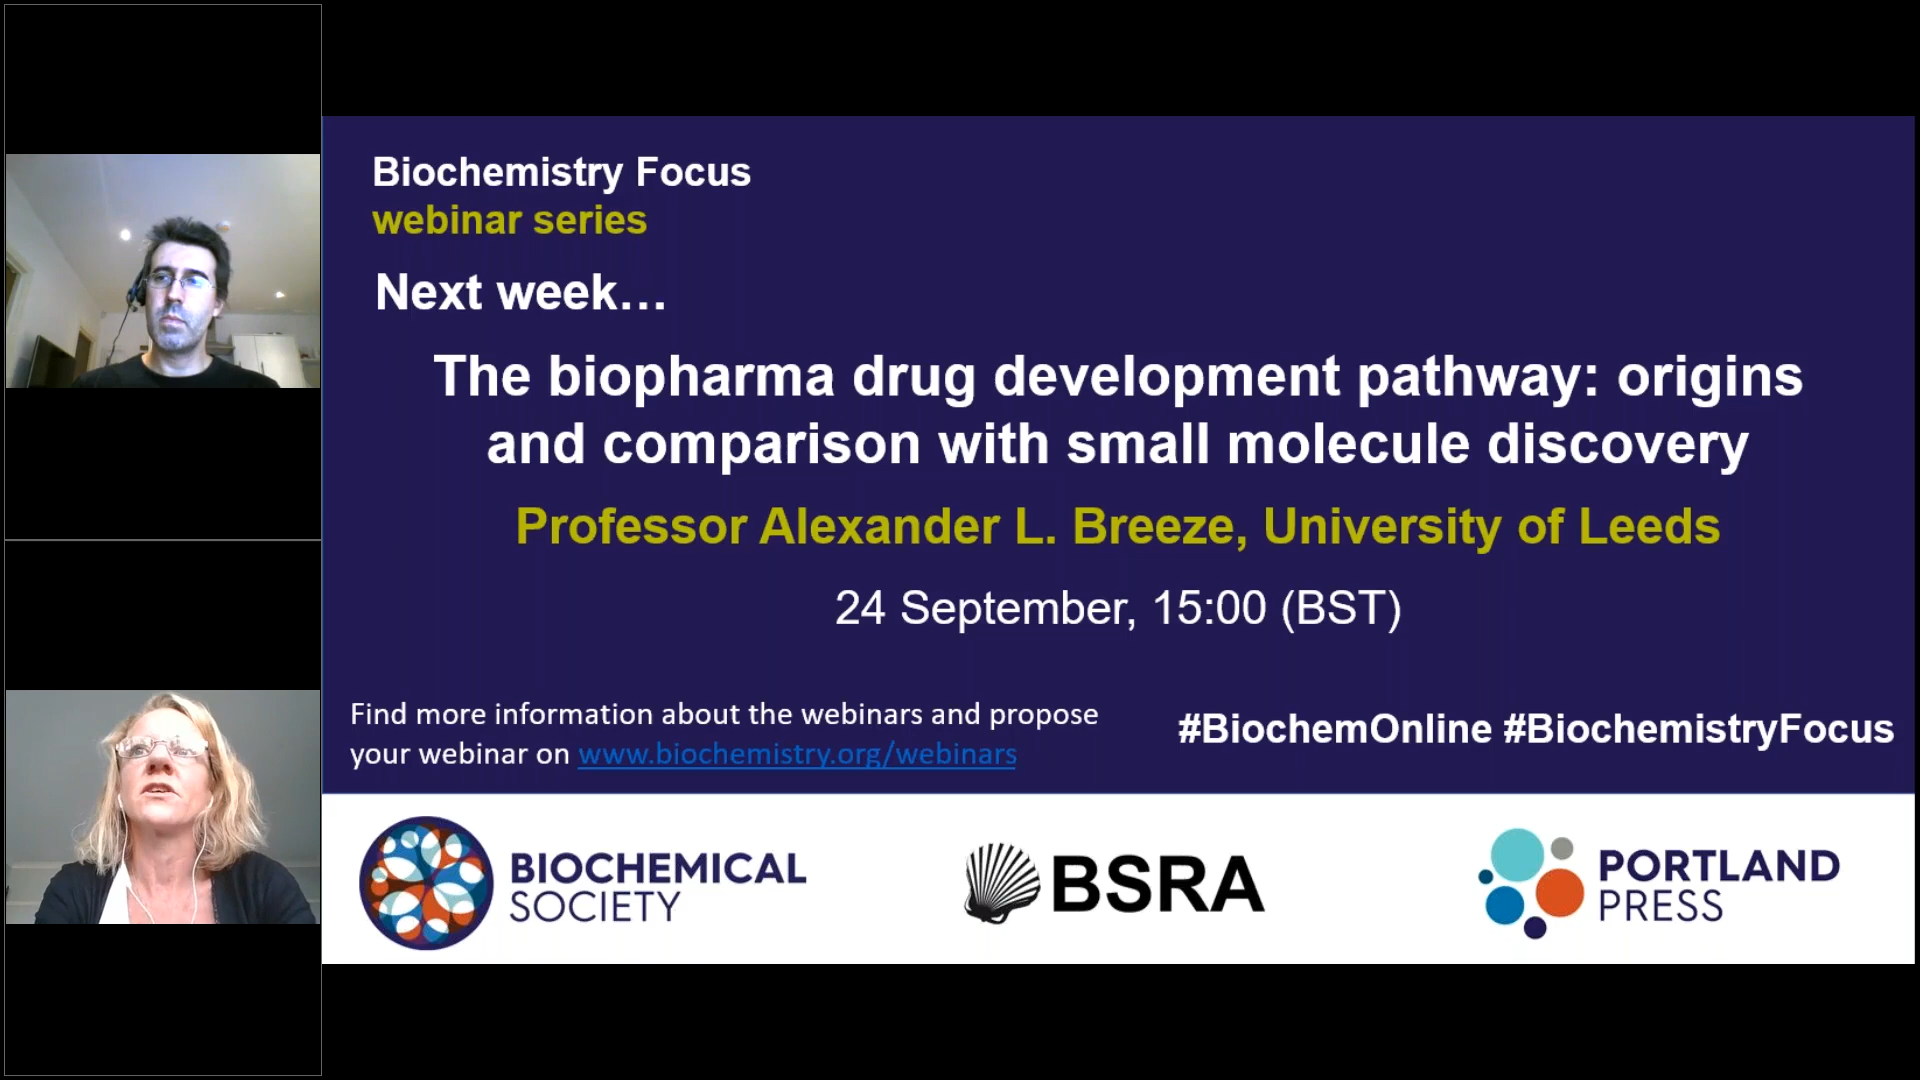 Biochemistry Focus
webinar series
Next week…
The biopharma drug development pathway: origins
and comparison with small molecule discovery
Professor Alexander L. Breeze, University of Leeds
24 September, 15:00 (BST)
Find more information about the webinars and propose
your webinar on www.biochemistry.org/webinars
#BiochemOnline #BiochemistryFocus
BIOCHEMICAL
SOCIETY
BSRA
PORTLAND
PRESS